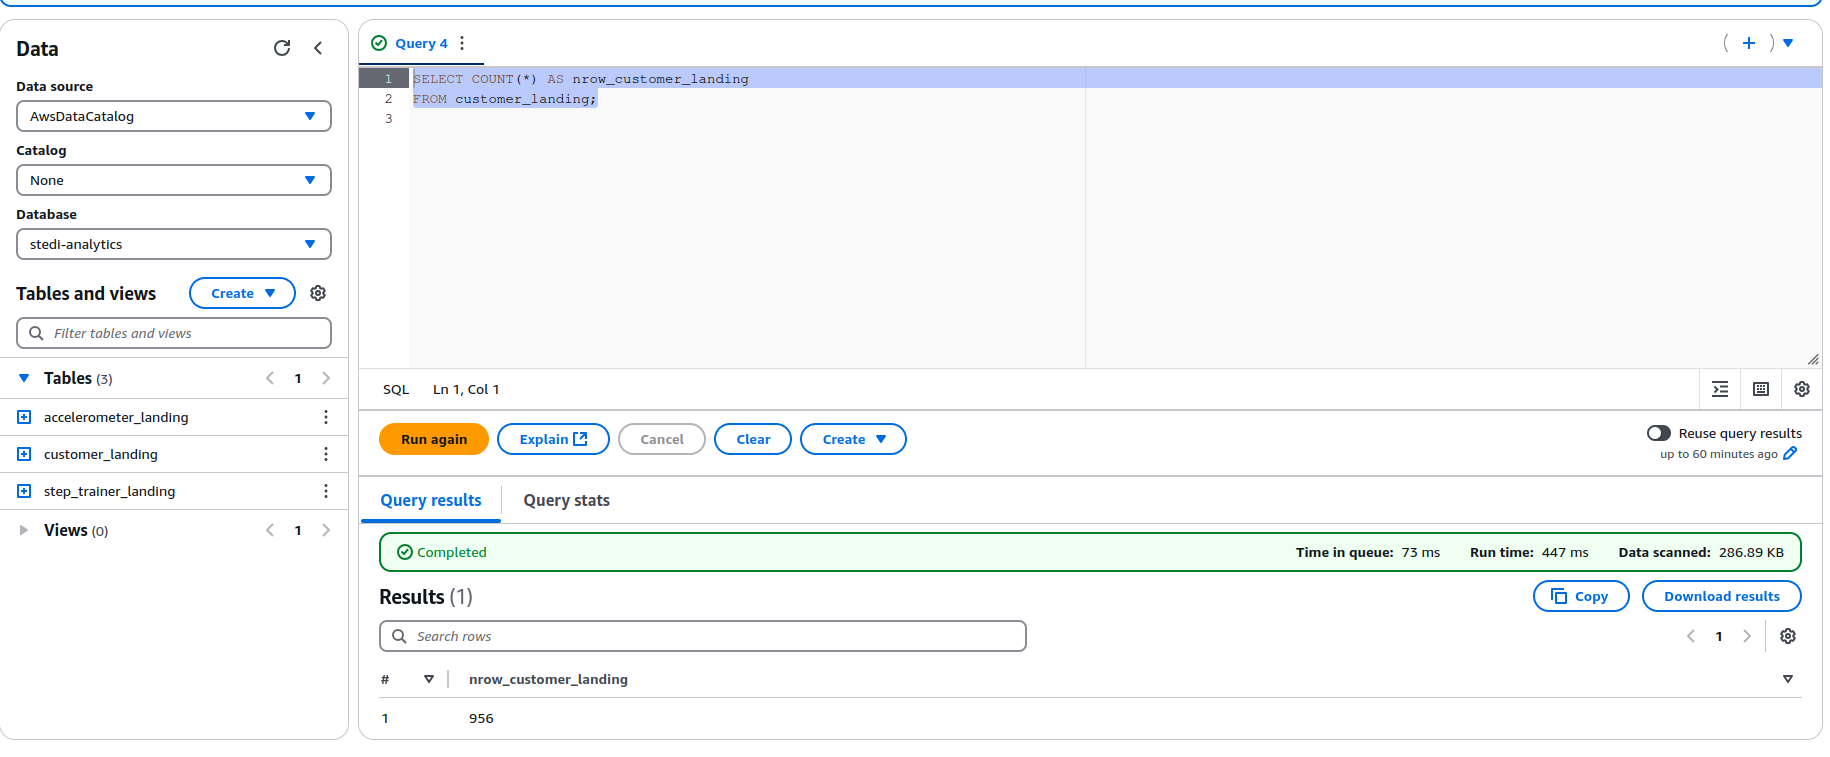 Data
Data source
AwsDataCatalog
Catalog
None
Database
stedi-analytics
Tables and views
Create
Filter tables and views
Tables (3)
1
accelerometer_landing
customer_landing
step_trainer_landing
Views (0)
1
Query 4
1 SELECT COUNT(*) AS nrow_customer_landing
2 FROM customer_landing;
3
SQL Ln 1, Col 1
Run again Explain Cancel Clear Create
Reuse query results
up to 60 minutes ago
Query results Query stats
Completed Time in queue: 73 ms Run time: 447 ms Data scanned: 286.89 KB
Results (1)
Copy Download results
Search rows
1
# nrow_customer_landing
1 956